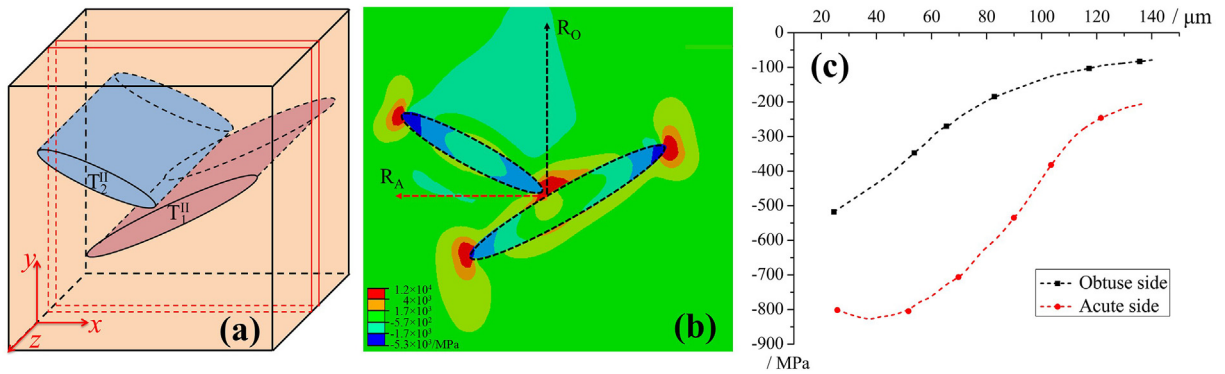 T₂ᴵᴵ
T₁ᴵᴵ
y
x
z
(a)
R_O
R_A
1.2×10⁴
4×10³
1.7×10³
-5.7×10²
-1.7×10³
-5.3×10³/MPa
(b)
20 40 60 80 100 120 140 / μm
0
-100
-200
-300
-400
-500
-600
-700
-800
-900
/ MPa
(c)
Obtuse side
Acute side